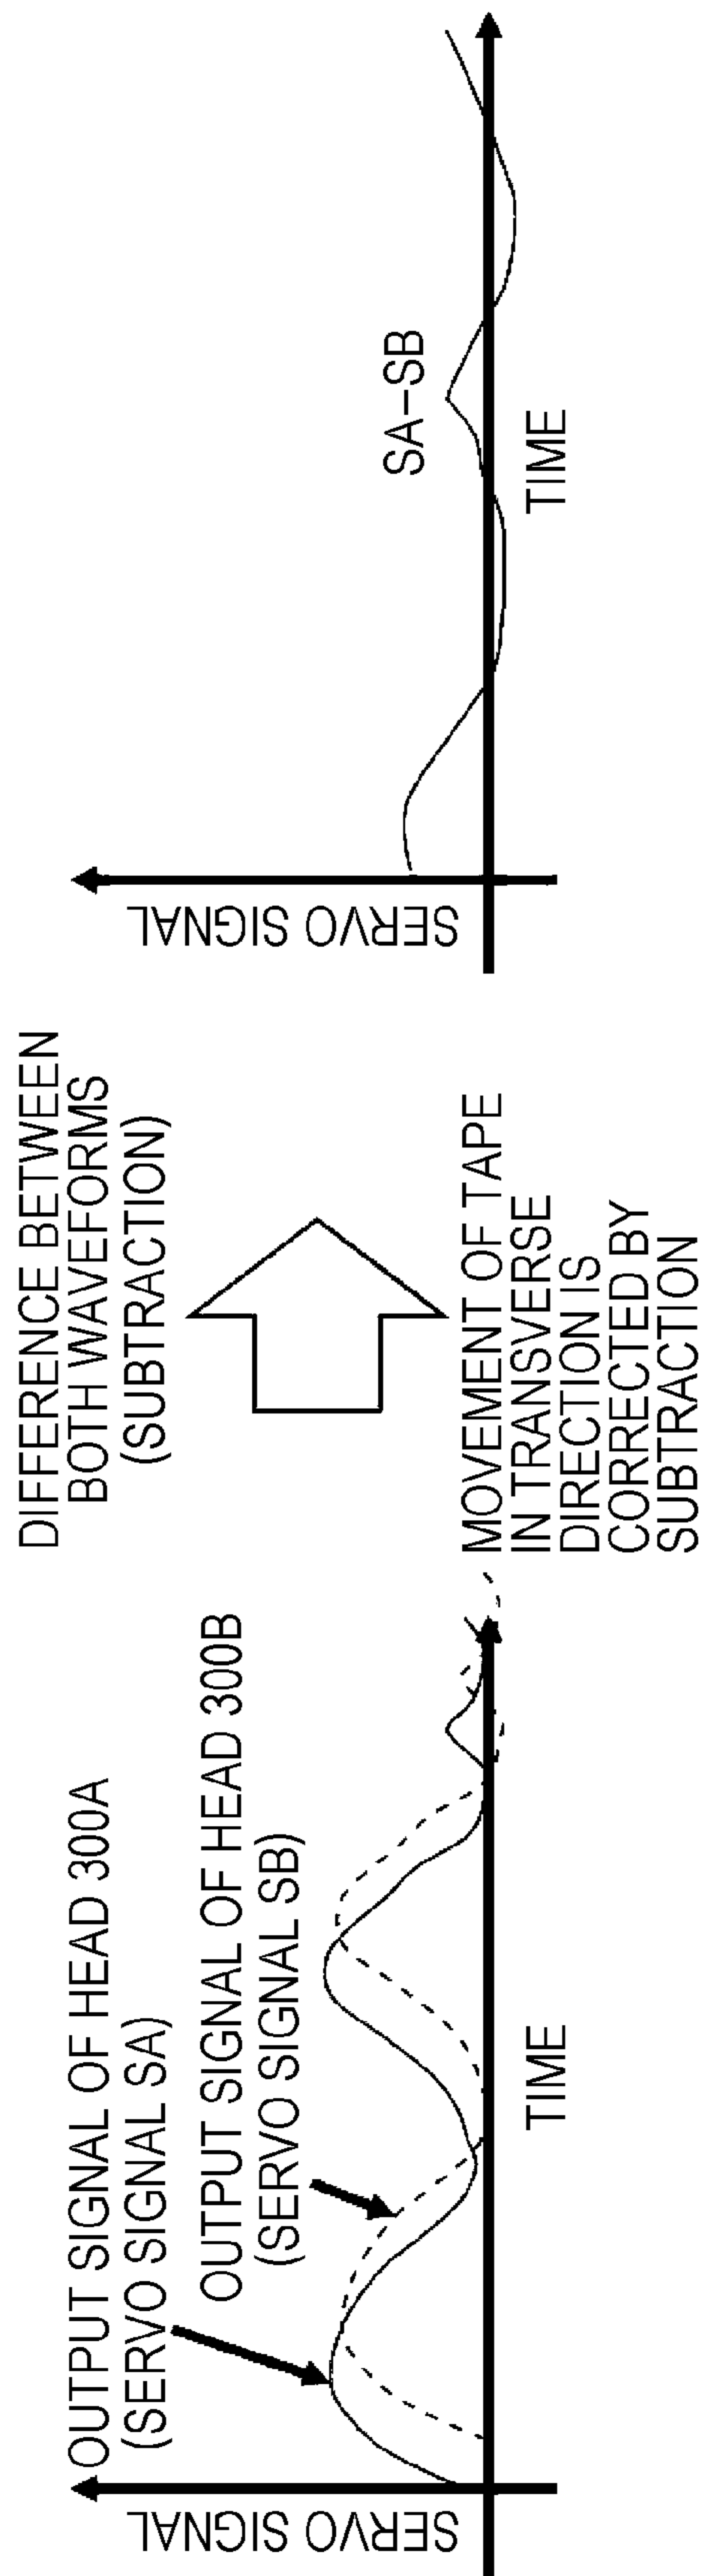 OUTPUT SIGNAL OF HEAD 300A
(SERVO SIGNAL SA)
OUTPUT SIGNAL OF HEAD 300B
(SERVO SIGNAL SB)
SERVO SIGNAL
TIME
DIFFERENCE BETWEEN
BOTH WAVEFORMS
(SUBTRACTION)
MOVEMENT OF TAPE
IN TRANSVERSE
DIRECTION IS
CORRECTED BY
SUBTRACTION
SERVO SIGNAL
SA-SB
TIME